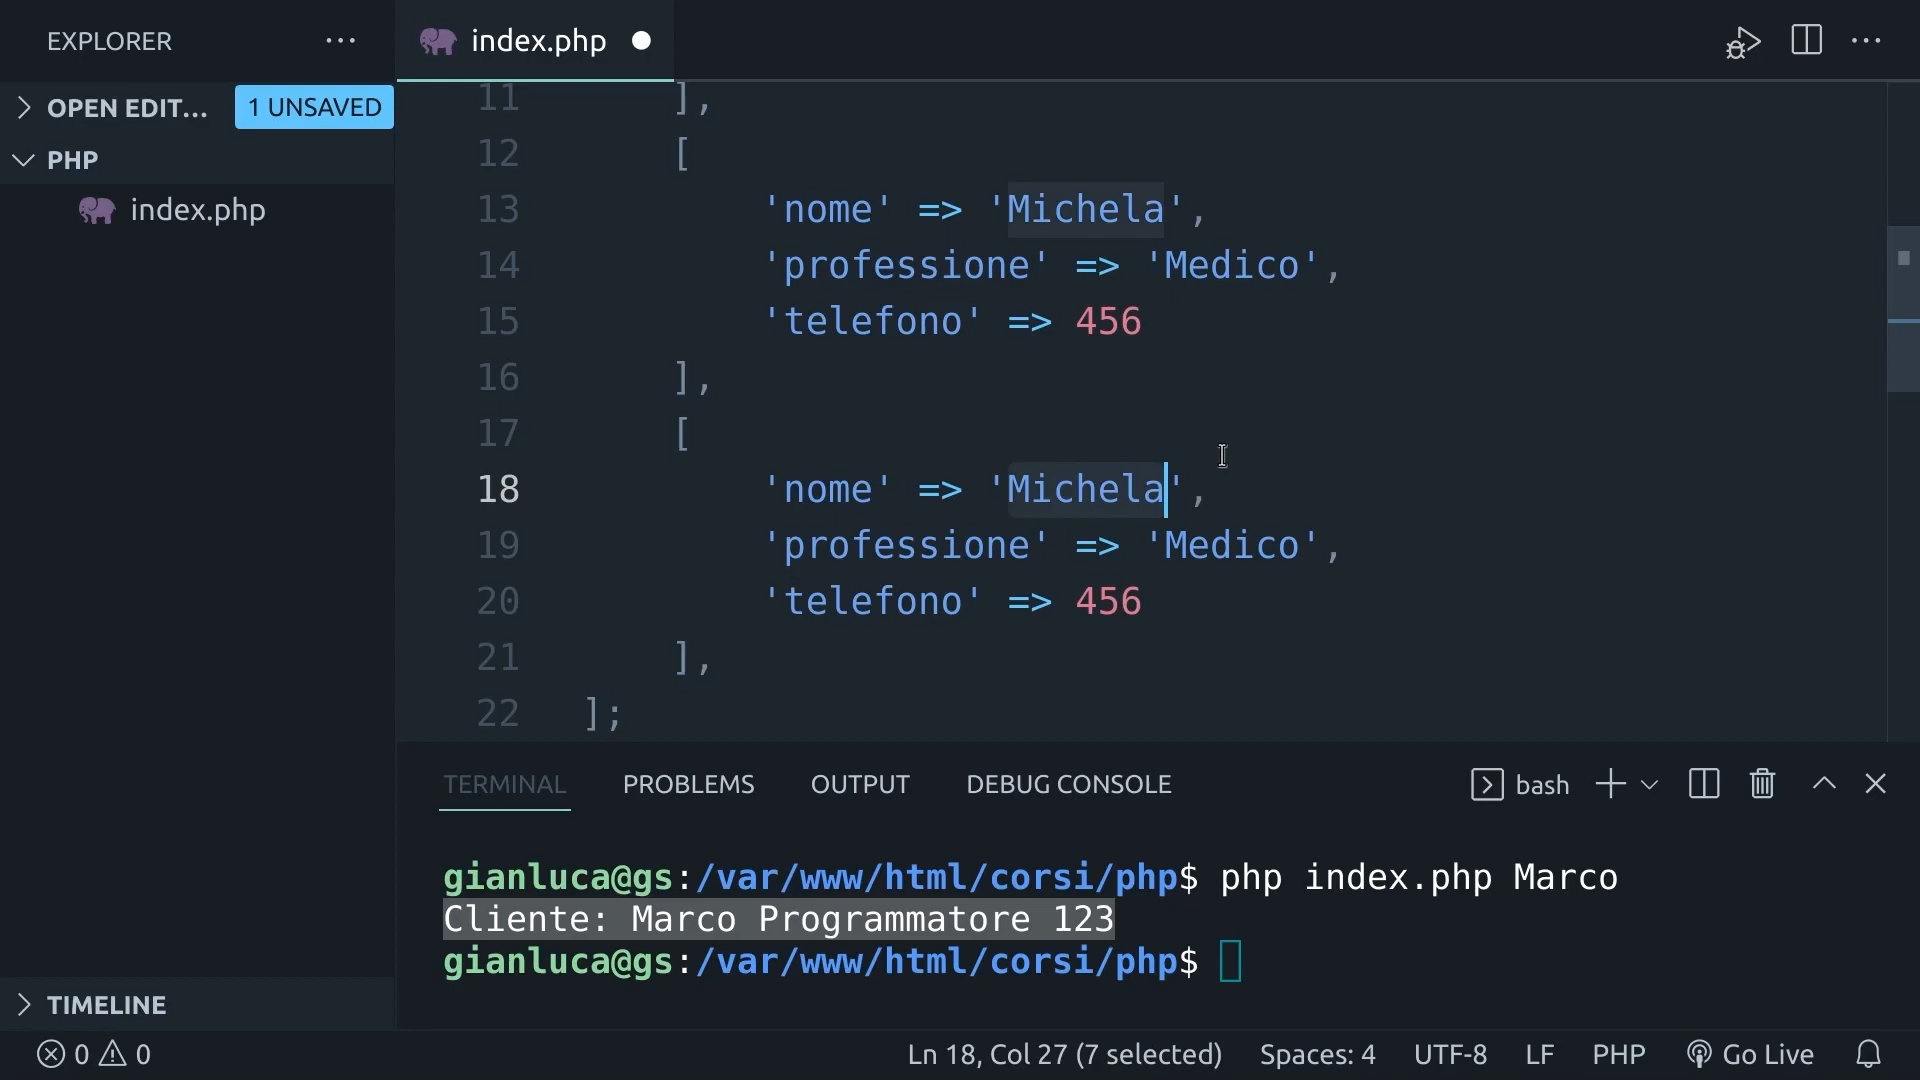 EXPLORER
index.php
OPEN EDIT... 1 UNSAVED
PHP
index.php
11 ],
12 [
13 'nome' => 'Michela',
14 'professione' => 'Medico',
15 'telefono' => 456
16 ],
17 [
18 'nome' => 'Michela',
19 'professione' => 'Medico',
20 'telefono' => 456
21 ],
22 ];
TERMINAL PROBLEMS OUTPUT DEBUG CONSOLE bash
gianluca@gs:/var/www/html/corsi/php$ php index.php Marco
Cliente: Marco Programmatore 123
gianluca@gs:/var/www/html/corsi/php$
TIMELINE
0 0 Ln 18, Col 27 (7 selected) Spaces: 4 UTF-8 LF PHP Go Live